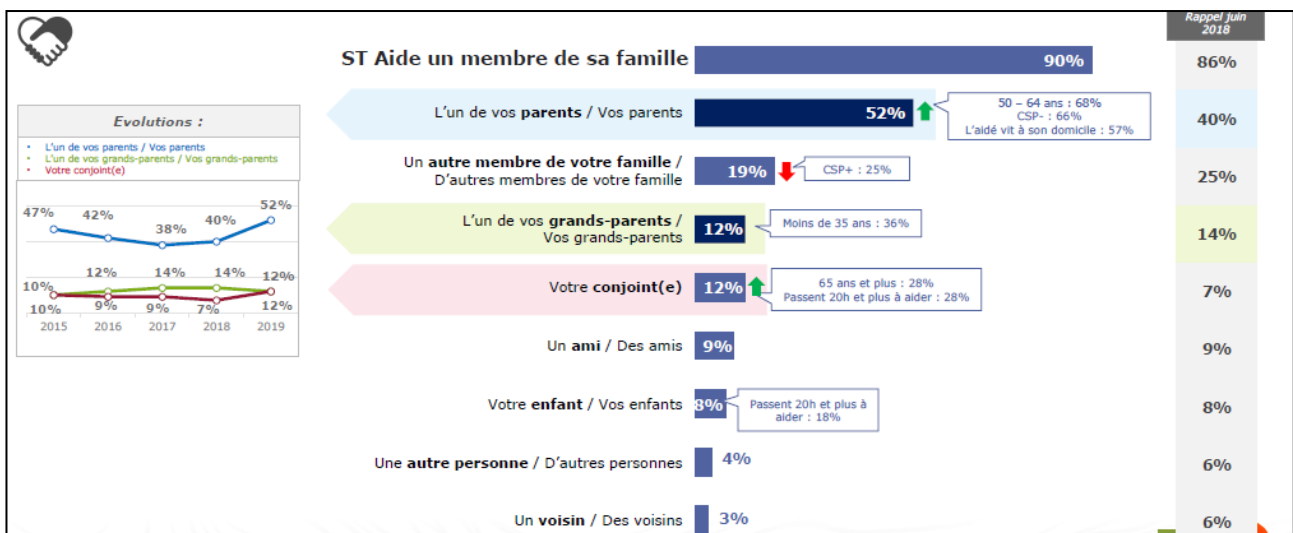 Rappel juin
2018
ST Aide un membre de sa famille 90% 86%
L'un de vos parents / Vos parents 52% 40%
50 – 64 ans : 68%
CSP- : 66%
L'aidé vit à son domicile : 57%
Un autre membre de votre famille /
D'autres membres de votre famille
19% 25%
CSP+ : 25%
L'un de vos grands-parents /
Vos grands-parents
12% 14%
Moins de 35 ans : 36%
Votre conjoint(e) 12% 7%
65 ans et plus : 28%
Passent 20h et plus à aider : 28%
Un ami / Des amis 9% 9%
Votre enfant / Vos enfants 8% 8%
Passent 20h et plus à
aider : 18%
Une autre personne / D'autres personnes 4% 6%
Un voisin / Des voisins 3% 6%
Evolutions :
• L'un de vos parents / Vos parents
• L'un de vos grands-parents / Vos grands-parents
• Votre conjoint(e)
47% 42% 38% 40% 52%
10% 12% 14% 14% 12%
10% 9% 9% 7% 12%
2015 2016 2017 2018 2019